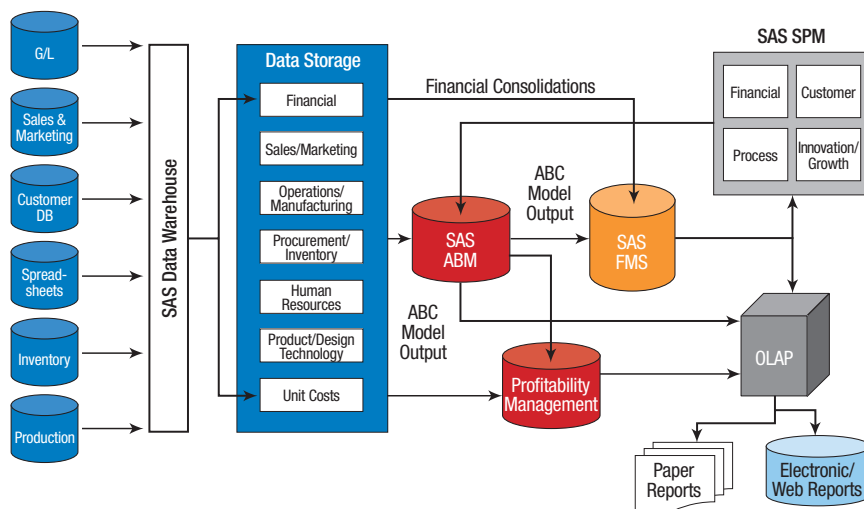 G/L
Sales &
Marketing
Customer
DB
Spread-
sheets
Inventory
Production
SAS Data Warehouse
Data Storage
Financial
Sales/Marketing
Operations/
Manufacturing
Procurement/
Inventory
Human
Resources
Product/Design
Technology
Unit Costs
Financial Consolidations
SAS
ABM
ABC
Model
Output
ABC
Model
Output
SAS
FMS
Profitability
Management
SAS SPM
Financial
Customer
Process
Innovation/
Growth
OLAP
Paper
Reports
Electronic/
Web Reports